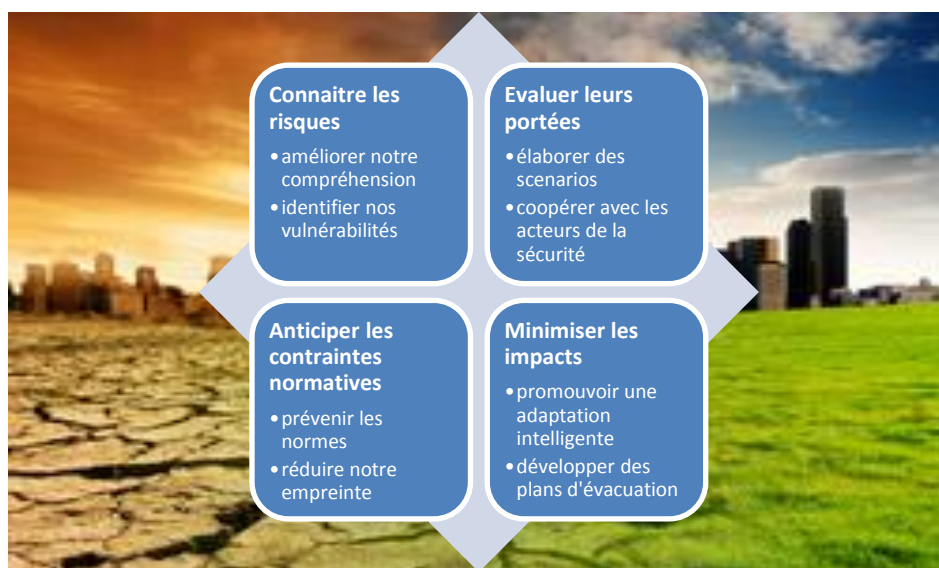 Connaitre les
risques
•améliorer notre
compréhension
•identifier nos
vulnérabilités
Evaluer leurs
portées
•élaborer des
scenarios
•coopérer avec les
acteurs de la
sécurité
Anticiper les
contraintes
normatives
•prévenir les
normes
•réduire notre
empreinte
Minimiser les
impacts
•promouvoir une
adaptation
intelligente
•développer des
plans d'évacuation